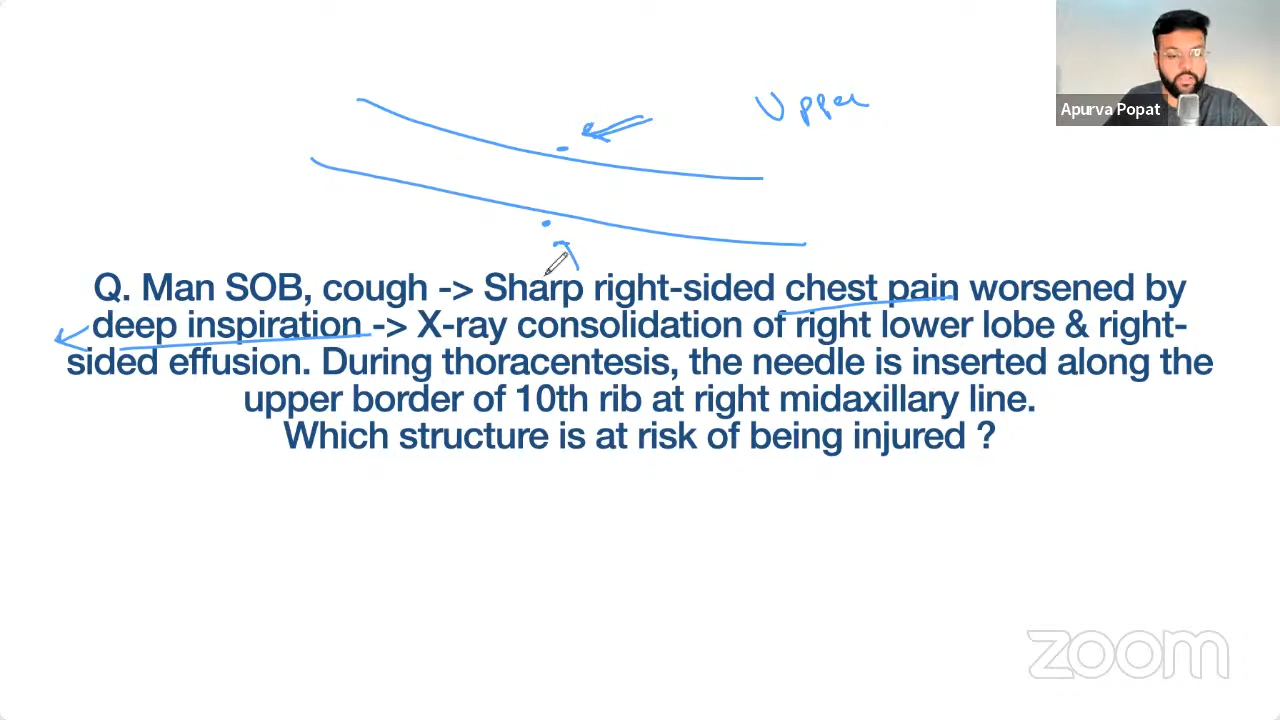 Apurva Popat
Upper
Q. Man SOB, cough -> Sharp right-sided chest pain worsened by
deep inspiration -> X-ray consolidation of right lower lobe & right-
sided effusion. During thoracentesis, the needle is inserted along the
upper border of 10th rib at right midaxillary line.
Which structure is at risk of being injured ?
zoom